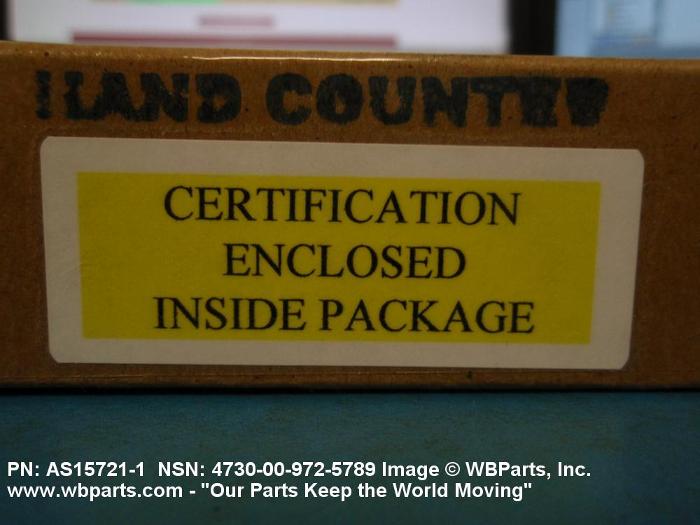 HAND COUNTER
CERTIFICATION
ENCLOSED
INSIDE PACKAGE
PN: AS15721-1 NSN: 4730-00-972-5789 Image © WBParts, Inc.
www.wbparts.com - "Our Parts Keep the World Moving"